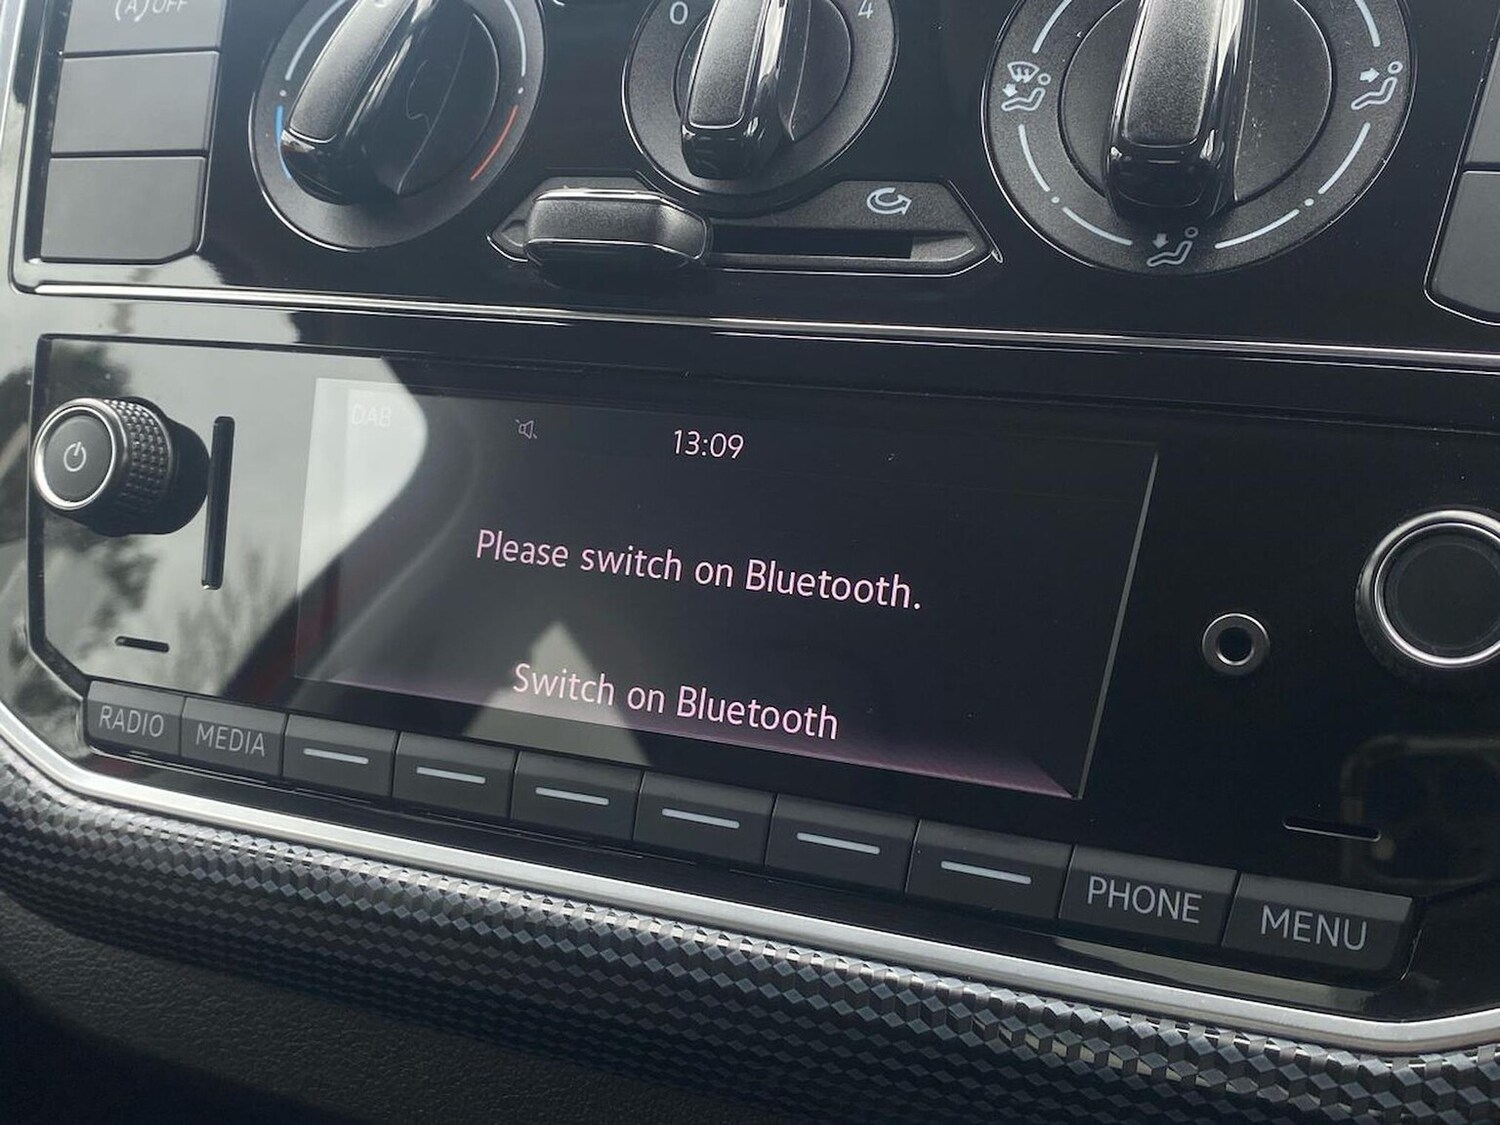 (A)OFF
0
4
DAB
13:09
Please switch on Bluetooth.
Switch on Bluetooth
RADIO
MEDIA
PHONE
MENU